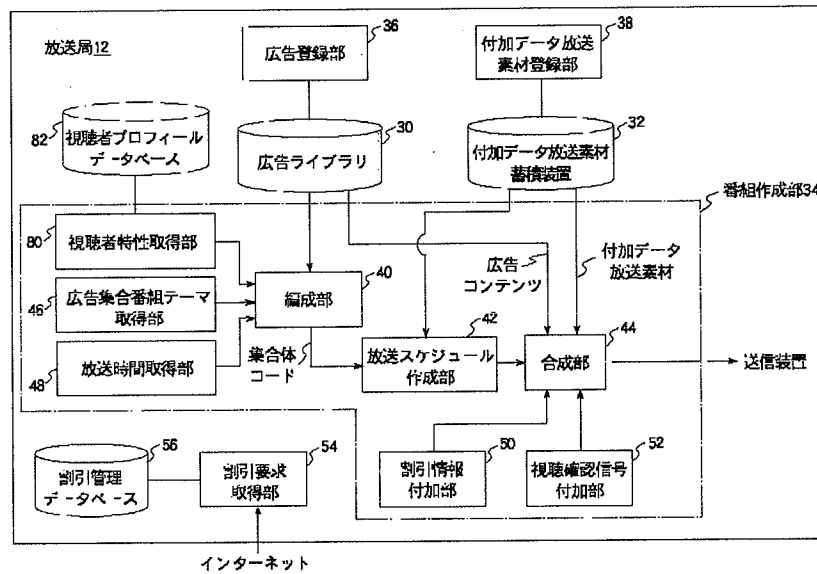 放送局12
36
広告登録部
38
付加データ放送
素材登録部
82
視聴者プロフィール
データベース
30
広告ライブラリ
32
付加データ放送素材
蓄積装置
番組作成部34
80
視聴者特性取得部
46
広告集合番組テーマ
取得部
48
放送時間取得部
40
編成部
集合体
コード
広告
コンテンツ
付加データ
放送素材
42
放送スケジュール
作成部
44
合成部
送信装置
56
割引管理
データベース
54
割引要求
取得部
50
割引情報
付加部
52
視聴確認信号
付加部
インターネット